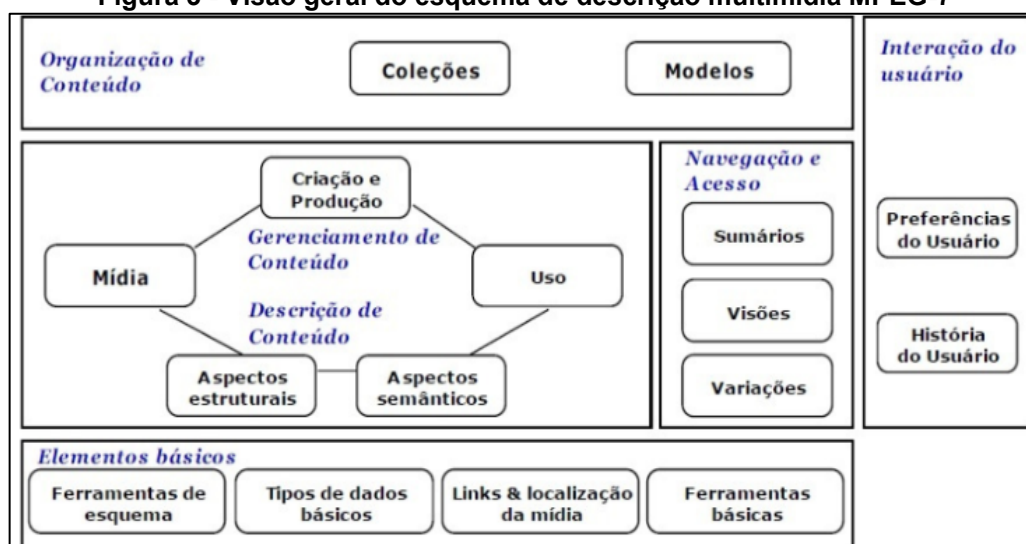 Figura 3 - Visão geral do esquema de descrição multimídia MPEG-7
Organização de
Conteúdo
Coleções
Modelos
Interação do
usuário
Criação e
Produção
Gerenciamento de
Conteúdo
Mídia
Uso
Descrição de
Conteúdo
Aspectos
estruturais
Aspectos
semânticos
Navegação e
Acesso
Sumários
Visões
Variações
Preferências
do Usuário
História
do Usuário
Elementos básicos
Ferramentas de
esquema
Tipos de dados
básicos
Links & localização
da mídia
Ferramentas
básicas